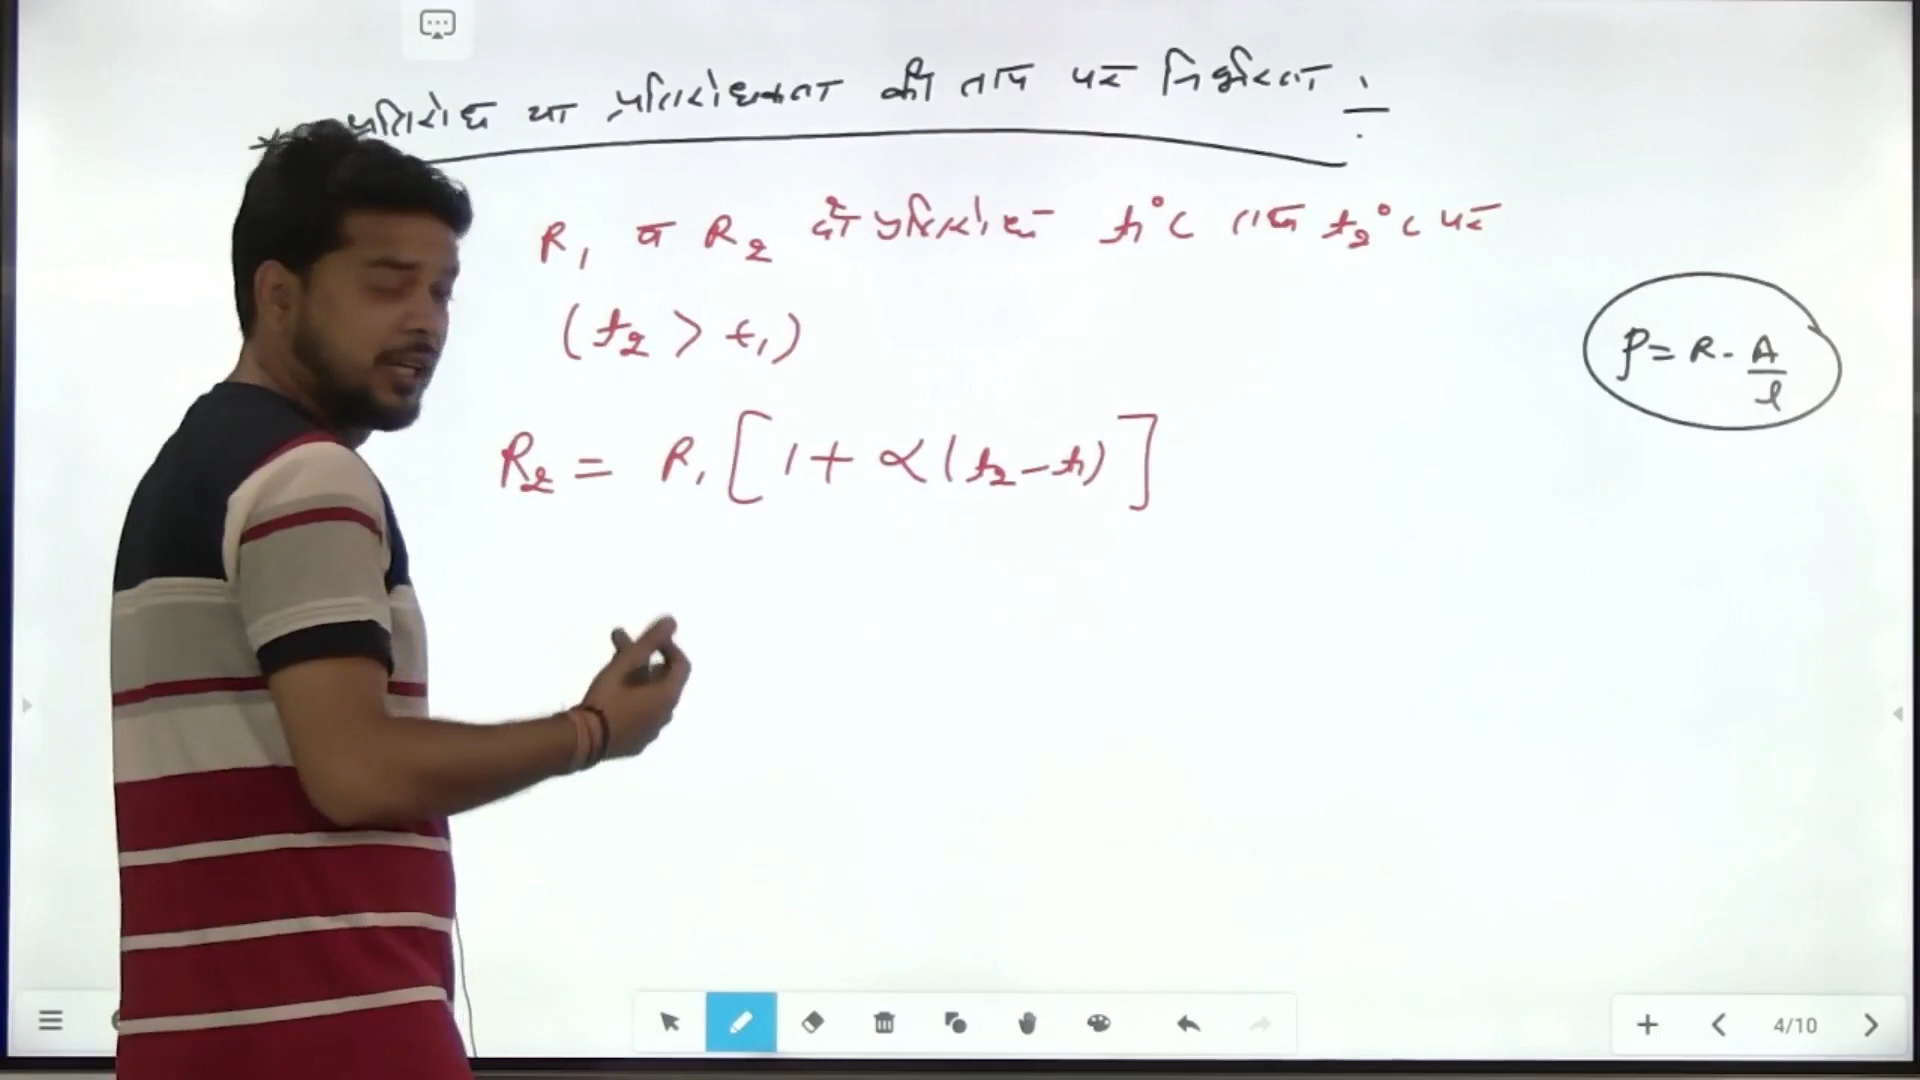 * प्रतिरोध या प्रतिरोधकता की ताप पर निर्भरता :-
R₁ व R₂ दो प्रतिरोध t₁°C ताप t₂°C पर
(t₂ > t₁)
ρ = R · A/l
R₂ = R₁ [1 + α (t₂ - t₁)]
4/10